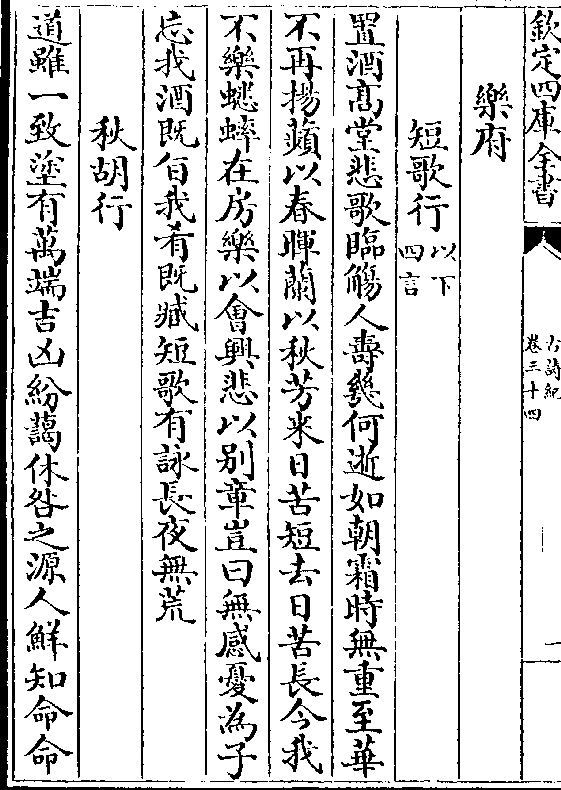 欽定四庫全書
古詩紀
卷三十四
一
樂府
短歌行以下四言
置酒高堂悲歌臨觴人壽幾何逝如朝霜時無重至華
不再揚蘋以春暉蘭以秋芳来日苦短去日苦長今我
不樂蟋蟀在房樂以會興悲以别章豈曰無感憂為子
忘我酒既㫖我肴既臧短歌有詠長夜無荒
秋胡行
道雖一致塗有萬端吉凶紛藹休咎之源人鮮知命命